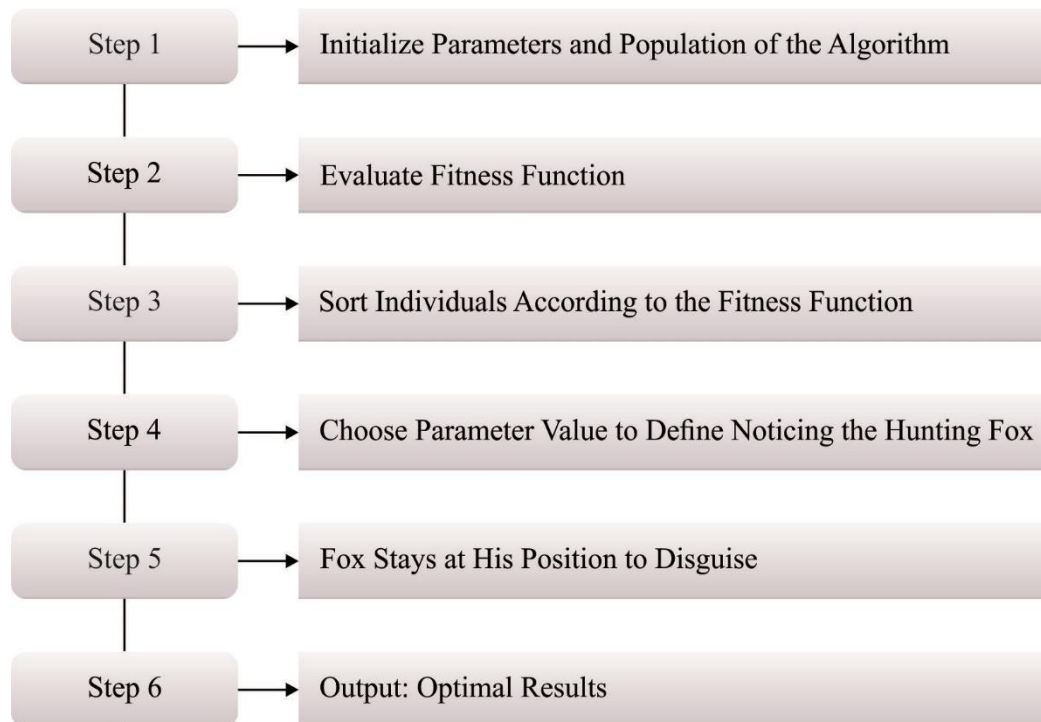 Step 1
Initialize Parameters and Population of the Algorithm
Step 2
Evaluate Fitness Function
Step 3
Sort Individuals According to the Fitness Function
Step 4
Choose Parameter Value to Define Noticing the Hunting Fox
Step 5
Fox Stays at His Position to Disguise
Step 6
Output: Optimal Results